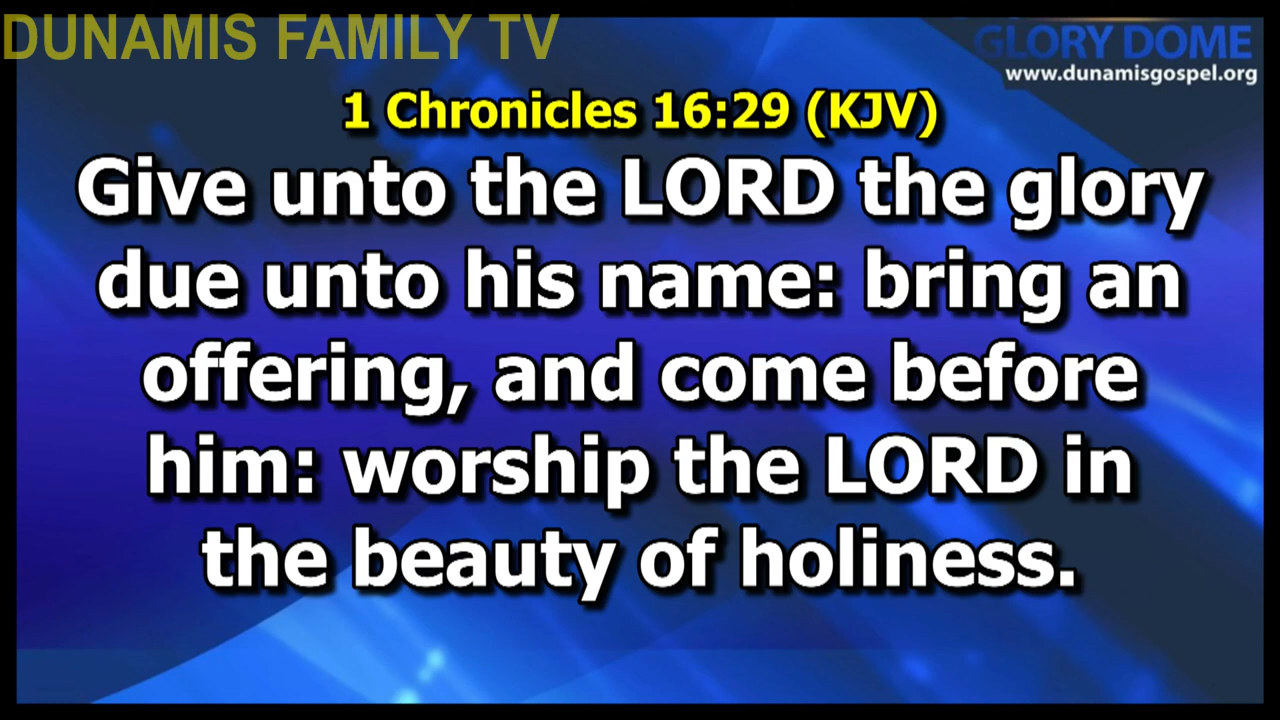 DUNAMIS FAMILY TV
GLORY DOME
www.dunamisgospel.org
1 Chronicles 16:29 (KJV)
Give unto the LORD the glory
due unto his name: bring an
offering, and come before
him: worship the LORD in
the beauty of holiness.